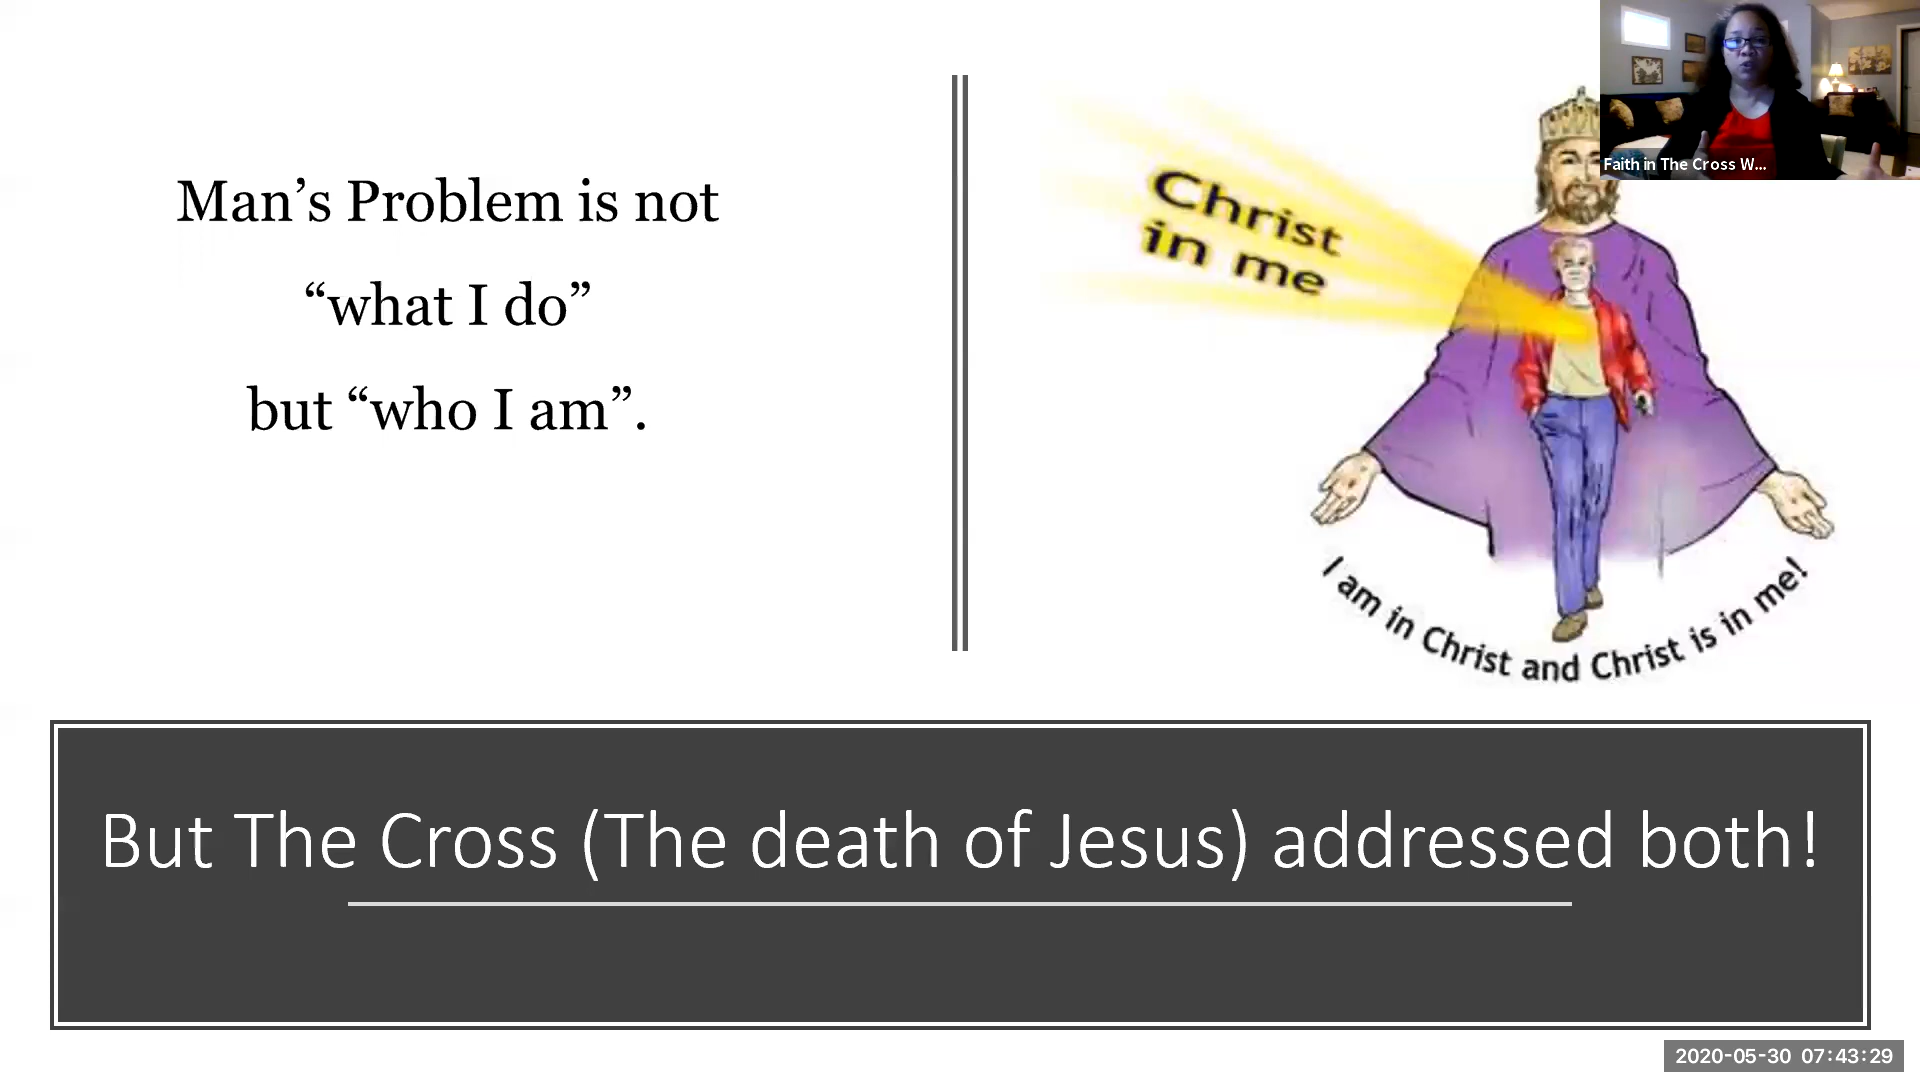 Man’s Problem is not
“what I do”
but “who I am”.
Christ
in me
Faith in The Cross W...
I am in Christ and Christ is in me!
But The Cross (The death of Jesus) addressed both!
2020-05-30 07:43:29